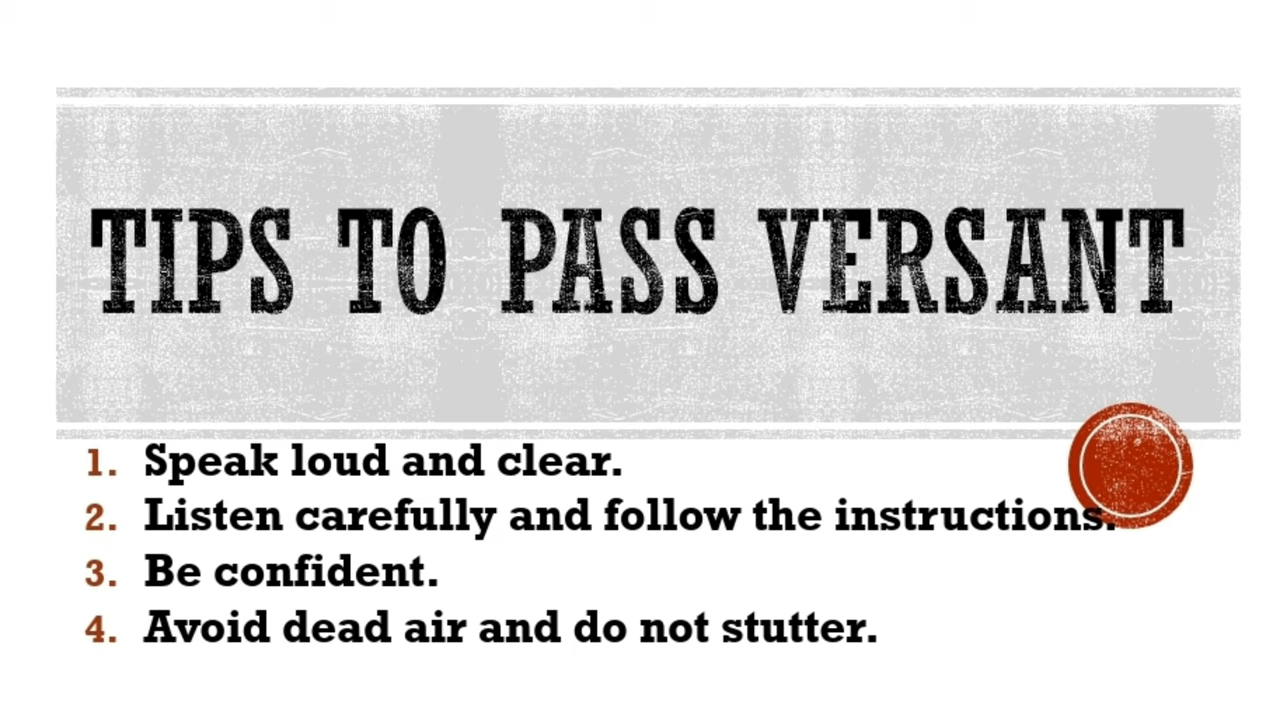 TIPS TO PASS VERSANT
1. Speak loud and clear.
2. Listen carefully and follow the instructions.
3. Be confident.
4. Avoid dead air and do not stutter.